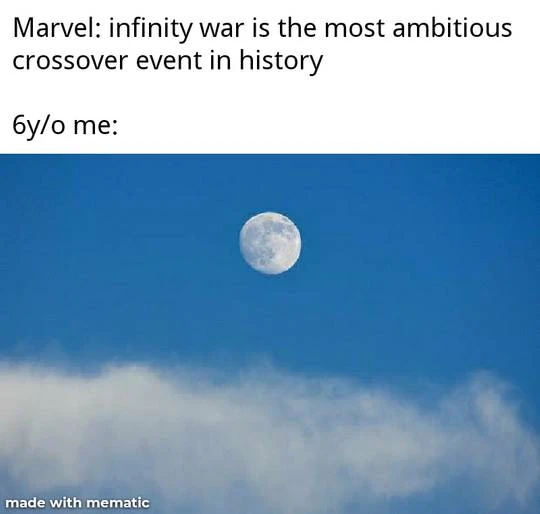 Marvel: infinity war is the most ambitious
crossover event in history
6y/o me:
made with mematic